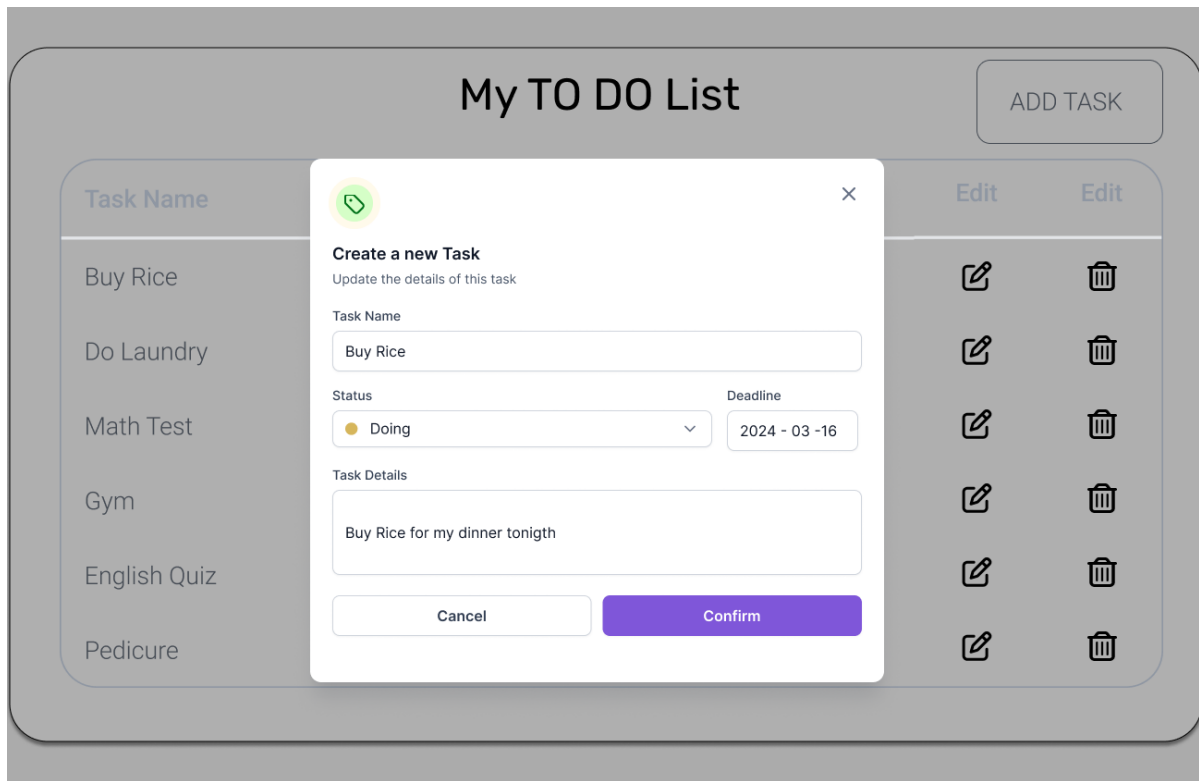 My TO DO List
ADD TASK
Task Name
Edit
Edit
Buy Rice
Do Laundry
Math Test
Gym
English Quiz
Pedicure
Create a new Task
Update the details of this task
Task Name
Buy Rice
Status
Deadline
Doing
2024 - 03 -16
Task Details
Buy Rice for my dinner tonigth
Cancel
Confirm